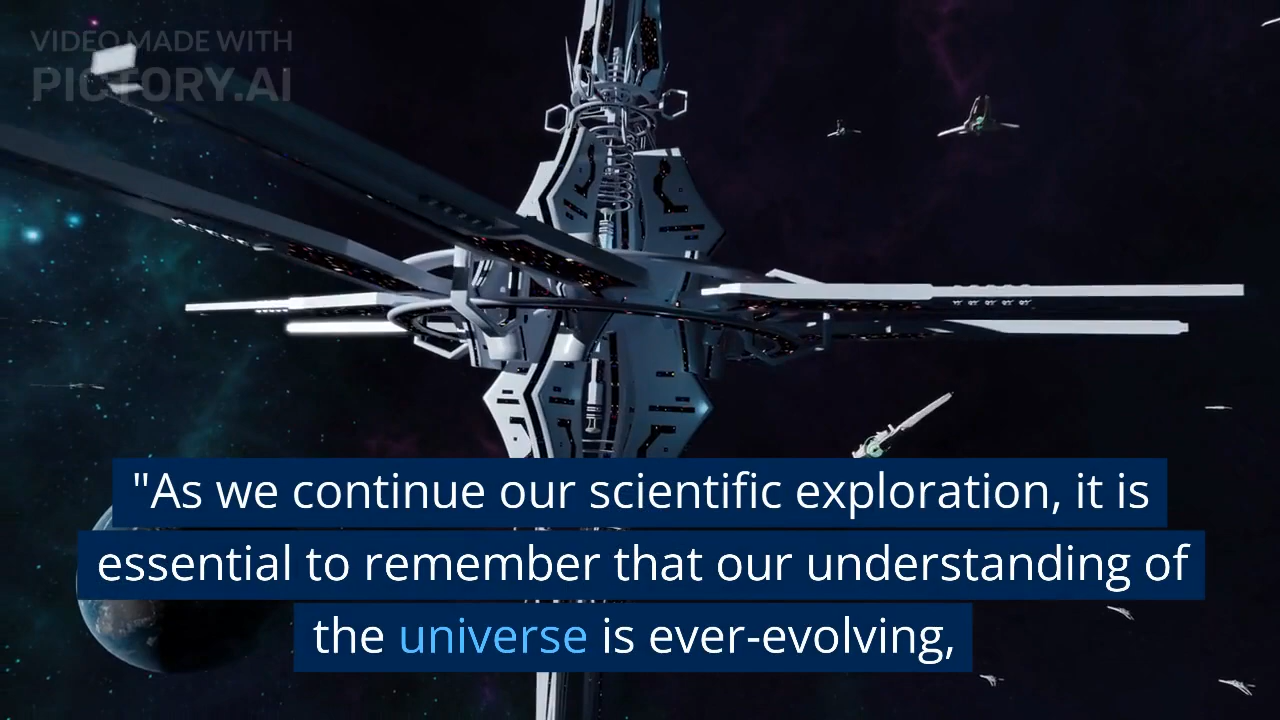 VIDEO MADE WITH
PICTORY.AI
"As we continue our scientific exploration, it is
essential to remember that our understanding of
the universe is ever-evolving,